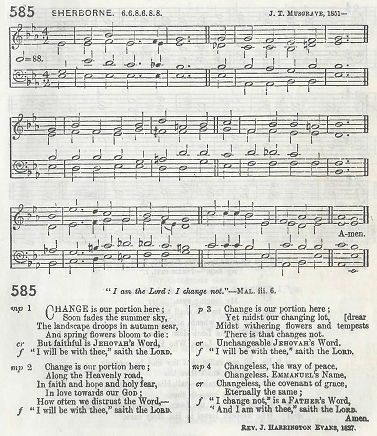 585 SHERBORNE. 6.6.8.6.8.8. J. T. MUSGRAVE, 1851—
=88.
A-men.
585 "I am the Lord: I change not."—MAL. iii. 6.
mp 1 CHANGE is our portion here;
Soon fades the summer sky,
The landscape droops in autumn sear,
And spring flowers bloom to die:
cr But faithful is JEHOVAH'S Word,
f "I will be with thee," saith the LORD.
mp 2 Change is our portion here;
Along the Heavenly road,
In faith and hope and holy fear,
In love towards our GOD;
How often we distrust the Word,—
f "I will be with thee," saith the LORD.
p 3 Change is our portion here;
Yet midst our changing lot, [drear
Midst withering flowers and tempests
There is that changes not.
cr Unchangeable JEHOVAH'S Word,
f "I will be with thee," saith the LORD.
mp 4 Changeless, the way of peace,
Changeless, EMMANUEL'S Name,
cr Changeless, the covenant of grace,
Eternally the same;
f "I change not," is a FATHER'S Word,
"And I am with thee," saith the LORD.
Amen.
REV. J. HARRINGTON EVANS, 1827.